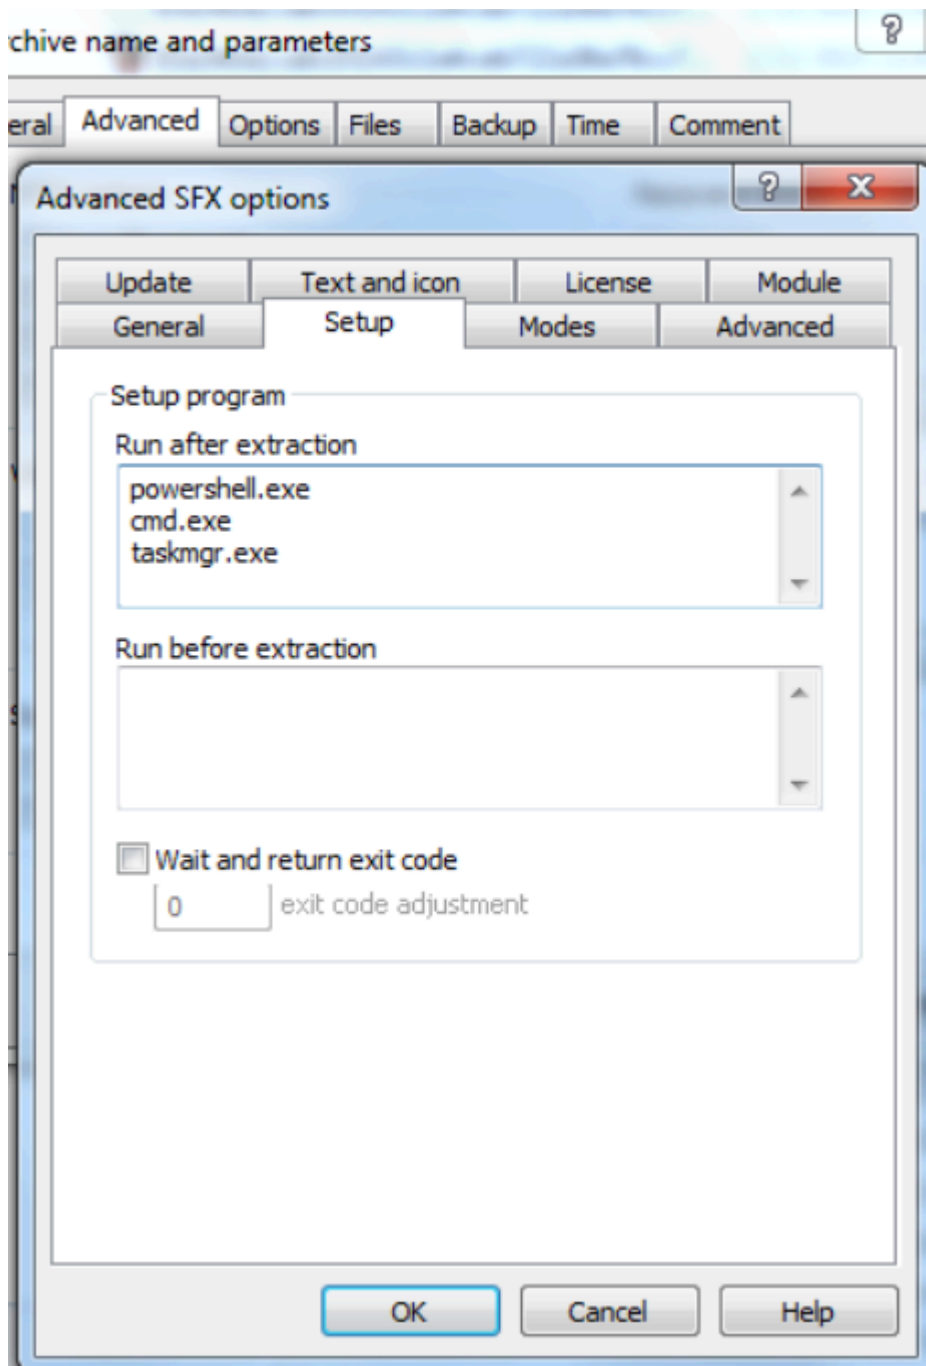 rchive name and parameters
eral Advanced Options Files Backup Time Comment
Advanced SFX options
Update Text and icon License Module
General Setup Modes Advanced
Setup program
Run after extraction
powershell.exe
cmd.exe
taskmgr.exe
Run before extraction
Wait and return exit code
0 exit code adjustment
OK Cancel Help